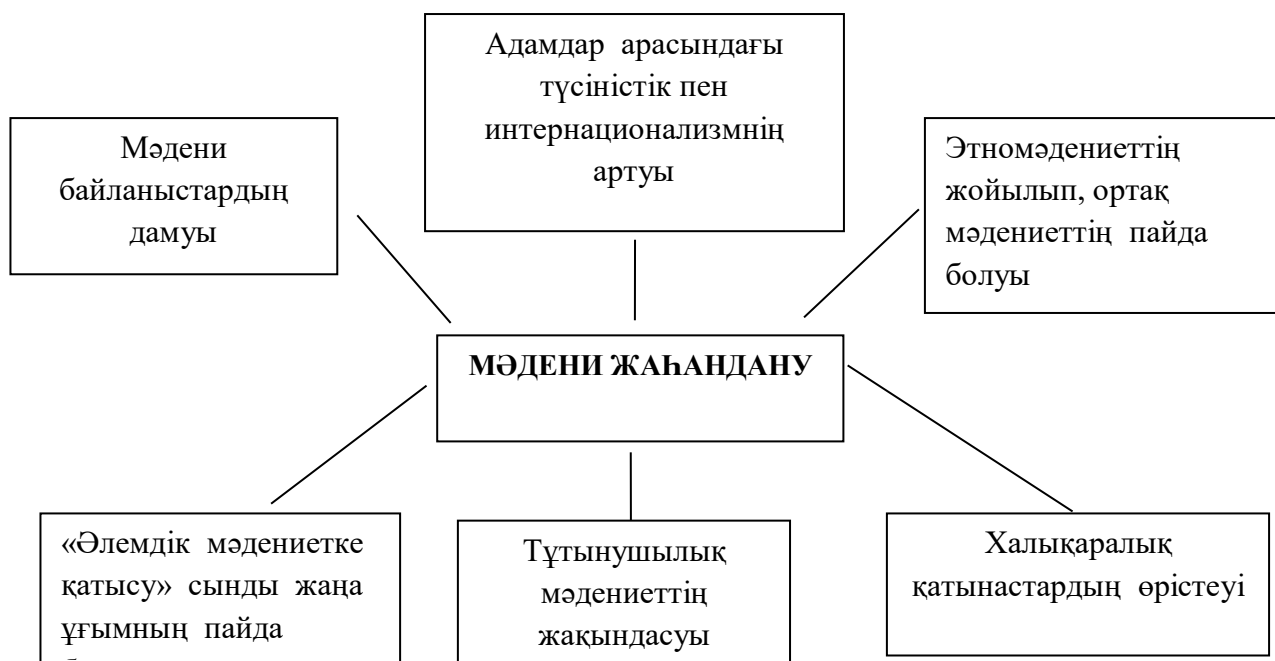 Адамдар арасындағы
түсіністік пен
интернационализмнің
артуы
Мәдени
байланыстардың
дамуы
Этномәдениеттің
жойылып, ортақ
мәдениеттің пайда
болуы
МӘДЕНИ ЖАҺАНДАНУ
«Әлемдік мәдениетке
қатысу» сынды жаңа
ұғымның пайда
Тұтынушылық
мәдениеттің
жақындасуы
Халықаралық
қатынастардың өрістеуі